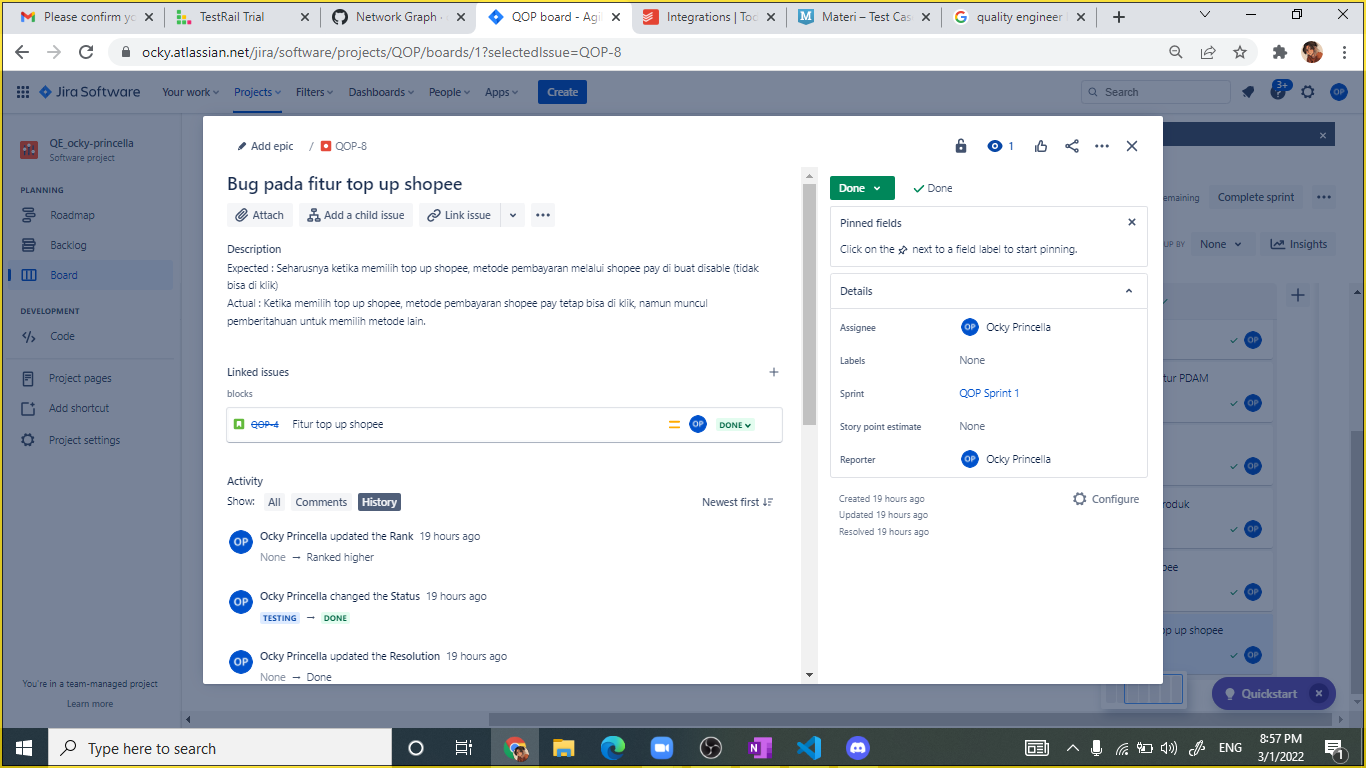 Please confirm yo
TestRail Trial
Network Graph ·
QOP board - Agi
Integrations | Too
Materi – Test Cas
quality engineer
ocky.atlassian.net/jira/software/projects/QOP/boards/1?selectedIssue=QOP-8
Jira Software
Your work
Projects
Filters
Dashboards
People
Apps
Create
Search
3+
OP
QE_ocky-princella
Software project
PLANNING
Roadmap
Backlog
Board
DEVELOPMENT
Code
Project pages
Add shortcut
Project settings
You're in a team-managed project
Learn more
Add epic / QOP-8
1
Bug pada fitur top up shopee
Attach
Add a child issue
Link issue
Description
Expected : Seharusnya ketika memilih top up shopee, metode pembayaran melalui shopee pay di buat disable (tidak
bisa di klik)
Actual : Ketika memilih top up shopee, metode pembayaran shopee pay tetap bisa di klik, namun muncul
pemberitahuan untuk memilih metode lain.
Linked issues
blocks
QOP-4 Fitur top up shopee OP DONE
Activity
Show: All Comments History Newest first
OP Ocky Princella updated the Rank 19 hours ago
None → Ranked higher
OP Ocky Princella changed the Status 19 hours ago
TESTING → DONE
OP Ocky Princella updated the Resolution 19 hours ago
None → Done
Done
Done
Pinned fields
Click on the next to a field label to start pinning.
Details
Assignee OP Ocky Princella
Labels None
Sprint QOP Sprint 1
Story point estimate None
Reporter OP Ocky Princella
Created 19 hours ago
Updated 19 hours ago
Resolved 19 hours ago
Configure
emaining
Complete sprint
UP BY None
Insights
OP
tur PDAM
OP
OP
roduk
OP
pee
OP
op up shopee
OP
Quickstart
Type here to search
ENG
8:57 PM
3/1/2022
1